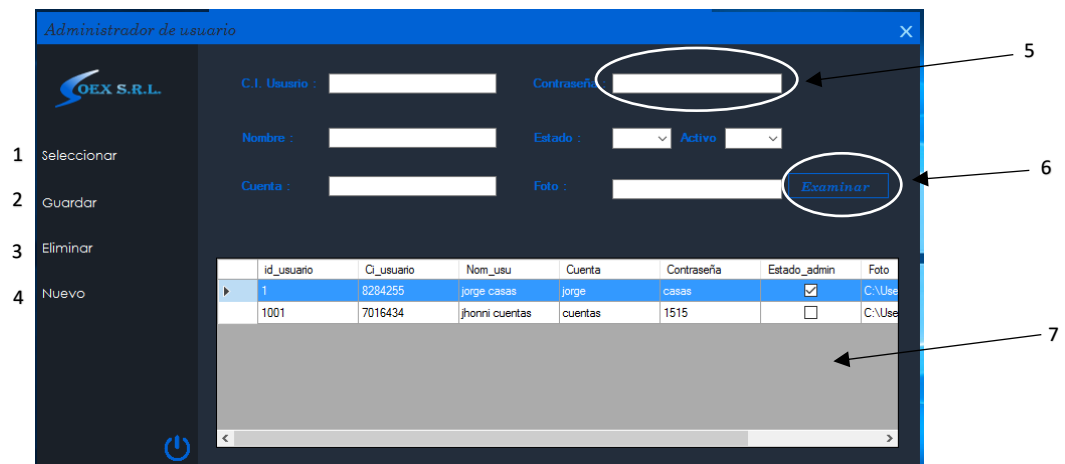 Administrador de usuario
OEX S.R.L.
C.I. Ususrio :
Contraseña :
5
Nombre :
Estado :
Activo
1 Seleccionar
6
Cuenta :
Foto :
Examinar
2 Guardar
3 Eliminar
4 Nuevo
id_usuario Ci_usuario Nom_usu Cuenta Contraseña Estado_admin Foto
1 8284255 jorge casas jorge casas C:\Use
1001 7016434 jhonni cuentas cuentas 1515 C:\Use
7